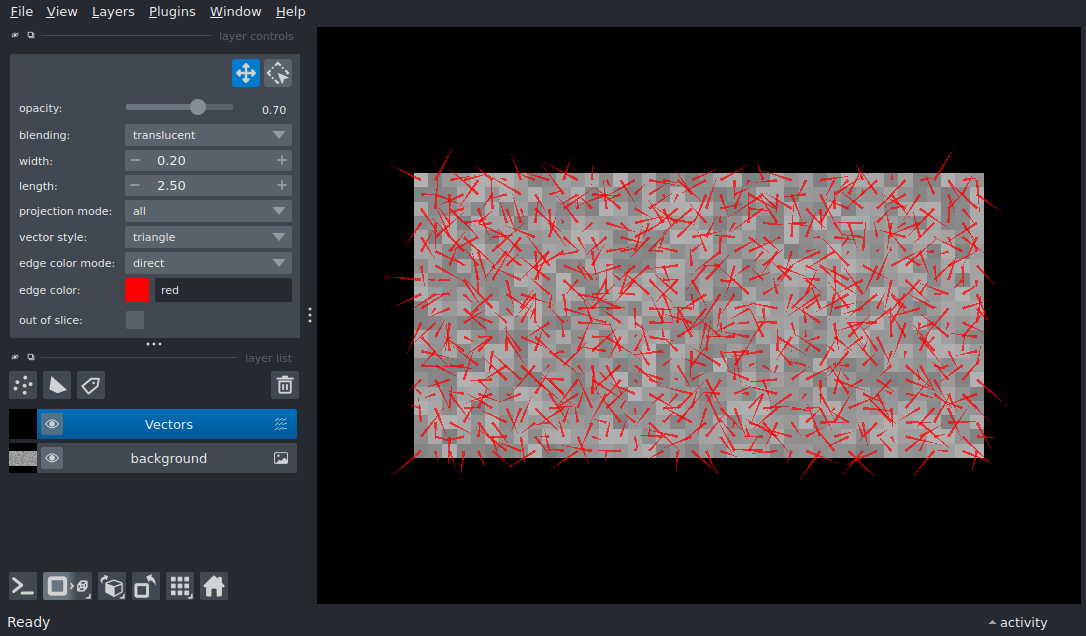 File View Layers Plugins Window Help
layer controls
opacity: 0.70
blending: translucent
width: 0.20
length: 2.50
projection mode: all
vector style: triangle
edge color mode: direct
edge color: red
out of slice:
layer list
Vectors
background
Ready activity